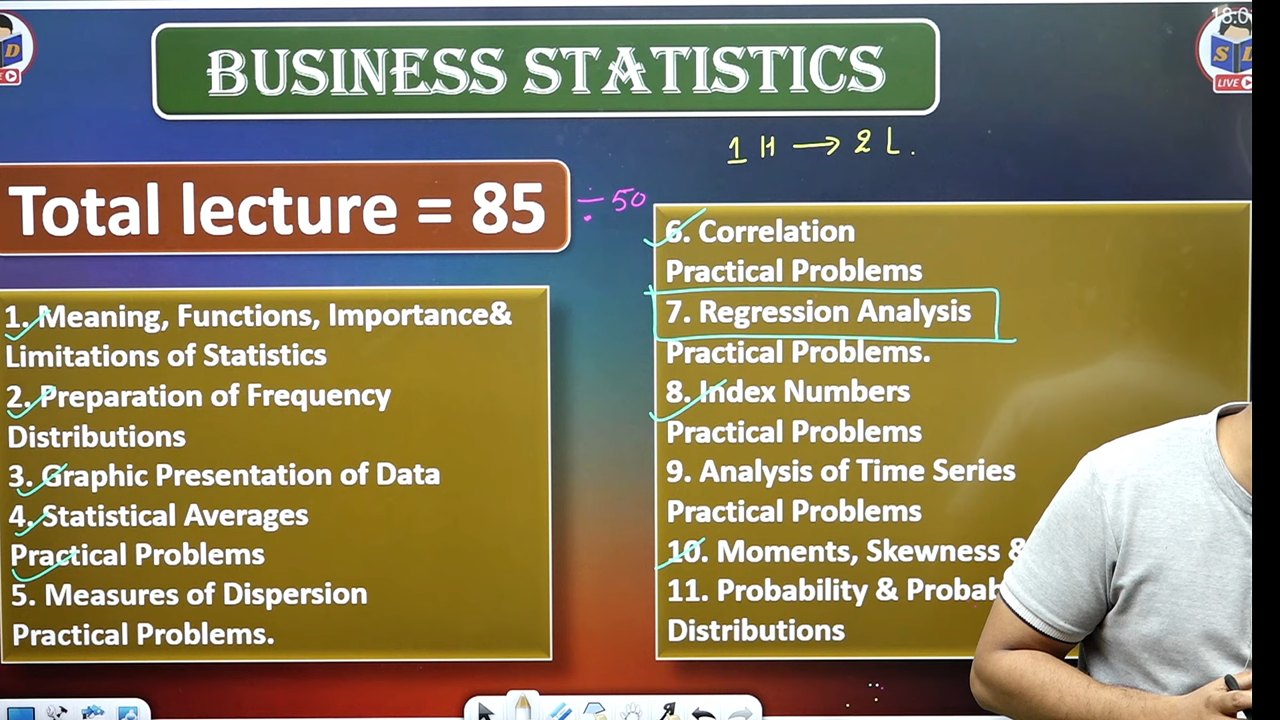 BUSINESS STATISTICS
18:0
S D
LIVE
D
1 H → 2 L.
Total lecture = 85
÷ 50
1. Meaning, Functions, Importance&
Limitations of Statistics
2. Preparation of Frequency
Distributions
3. Graphic Presentation of Data
4. Statistical Averages
Practical Problems
5. Measures of Dispersion
Practical Problems.
6. Correlation
Practical Problems
7. Regression Analysis
Practical Problems.
8. Index Numbers
Practical Problems
9. Analysis of Time Series
Practical Problems
10. Moments, Skewness &
11. Probability & Probab
Distributions